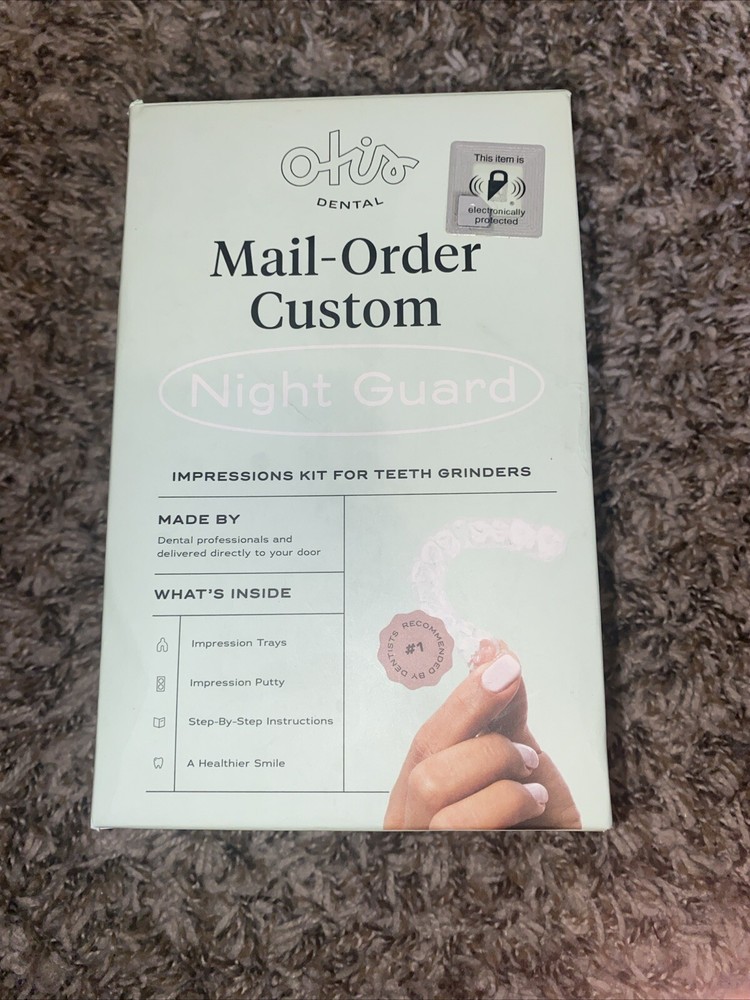 otis
DENTAL
This item is
electronically
protected
Mail-Order
Custom
Night Guard
IMPRESSIONS KIT FOR TEETH GRINDERS
MADE BY
Dental professionals and
delivered directly to your door
WHAT'S INSIDE
Impression Trays
Impression Putty
Step-By-Step Instructions
A Healthier Smile
RECOMMENDED BY DENTISTS
#1